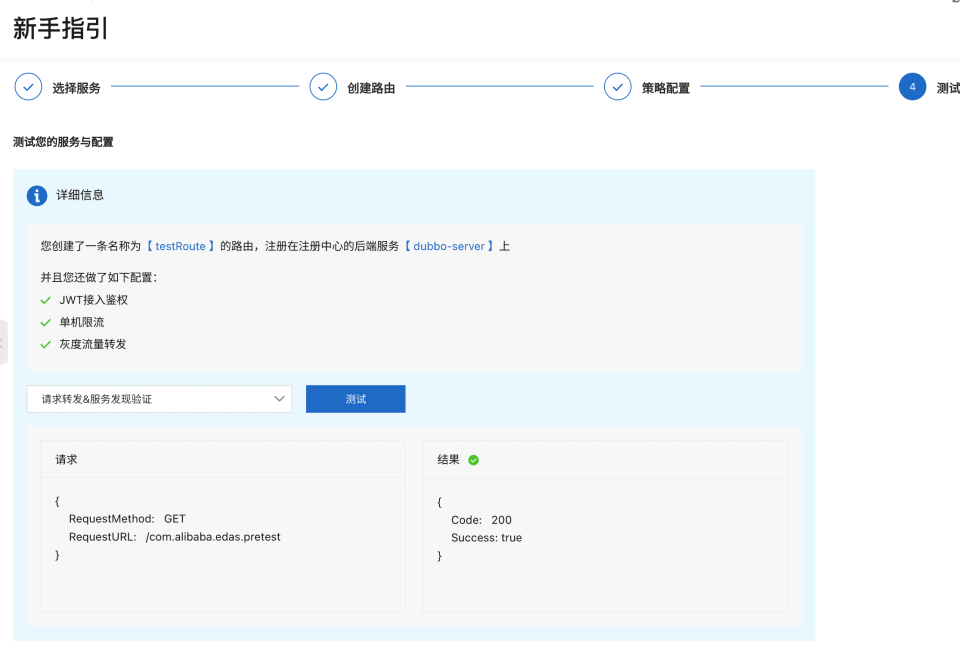 新手指引
选择服务
创建路由
策略配置
4
测试
测试您的服务与配置
详细信息
您创建了一条名称为【 testRoute 】的路由，注册在注册中心的后端服务【 dubbo-server 】上
并且您还做了如下配置：
JWT接入鉴权
单机限流
灰度流量转发
请求转发&服务发现验证
测试
请求
{
RequestMethod: GET
RequestURL: /com.alibaba.edas.pretest
}
结果
{
Code: 200
Success: true
}